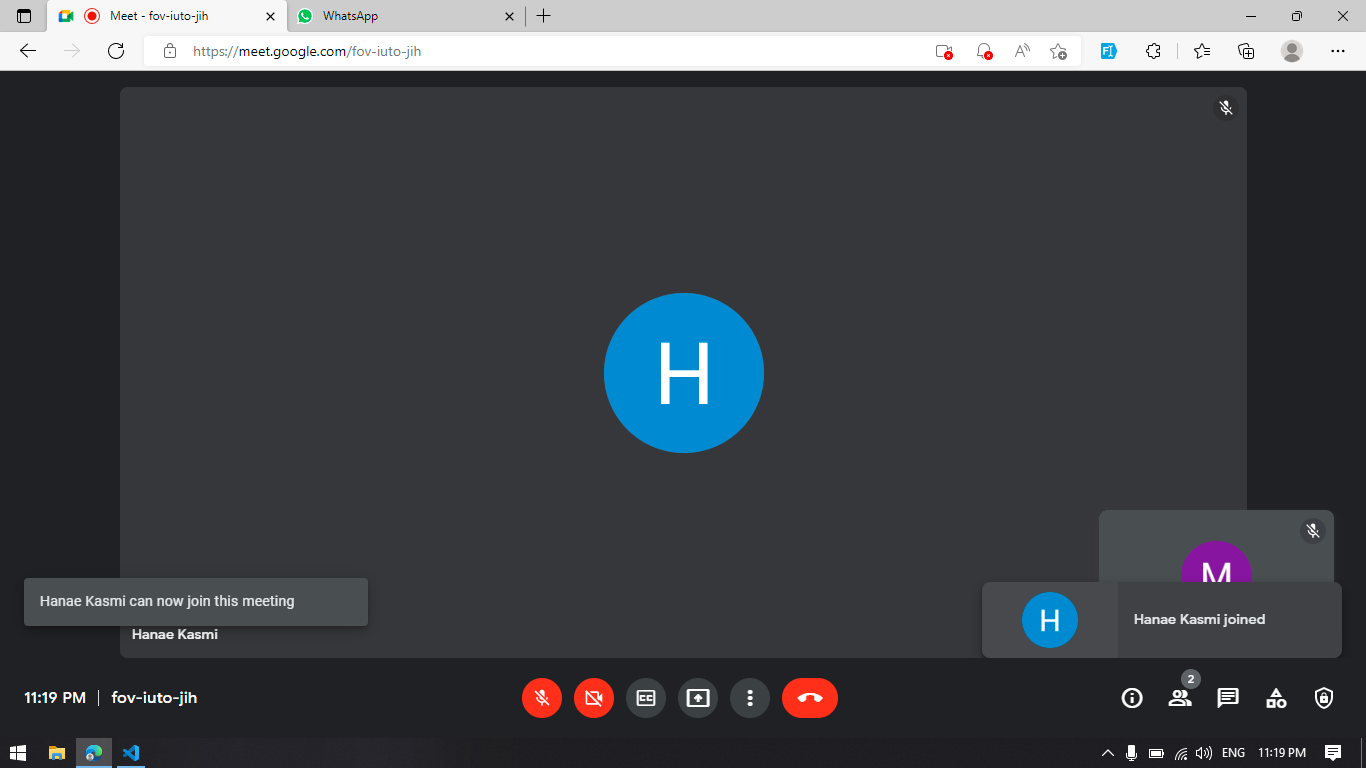 Meet - fov-iuto-jih
WhatsApp
https://meet.google.com/fov-iuto-jih
H
M
Hanae Kasmi can now join this meeting
Hanae Kasmi
H
Hanae Kasmi joined
11:19 PM | fov-iuto-jih
CC
2
ENG
11:19 PM